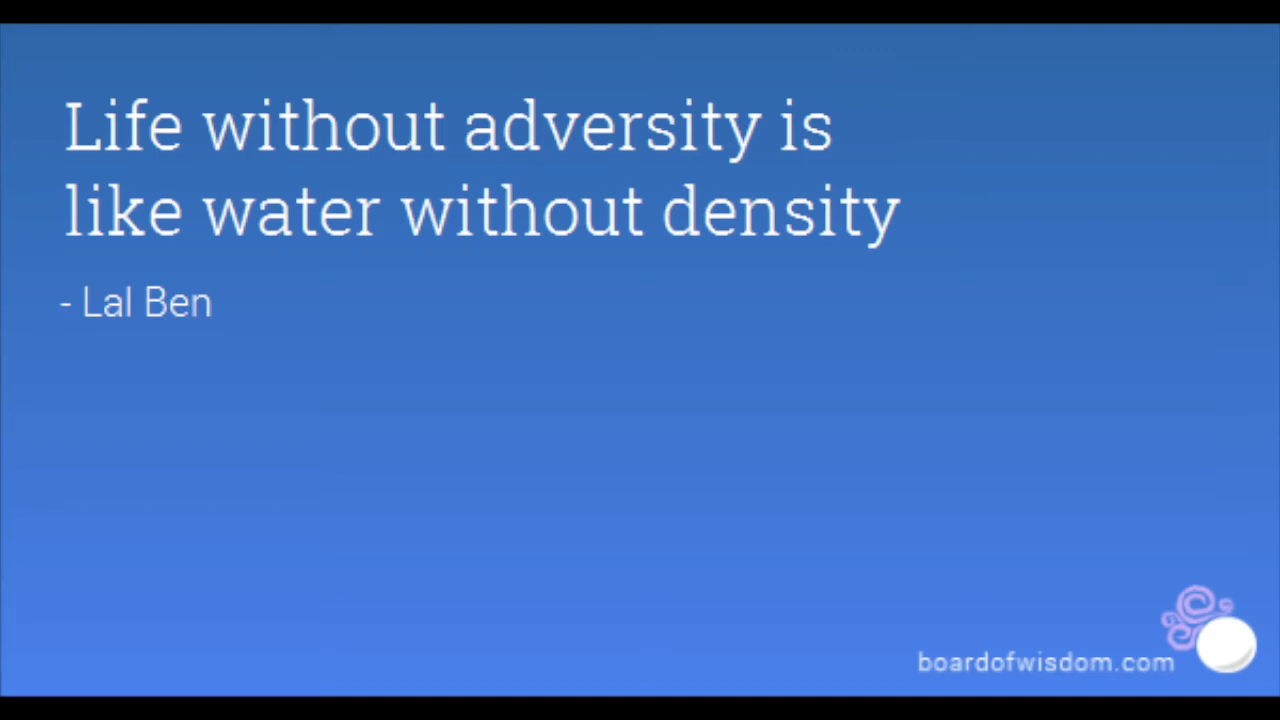 Life without adversity is
like water without density
- Lal Ben
boardofwisdom.com